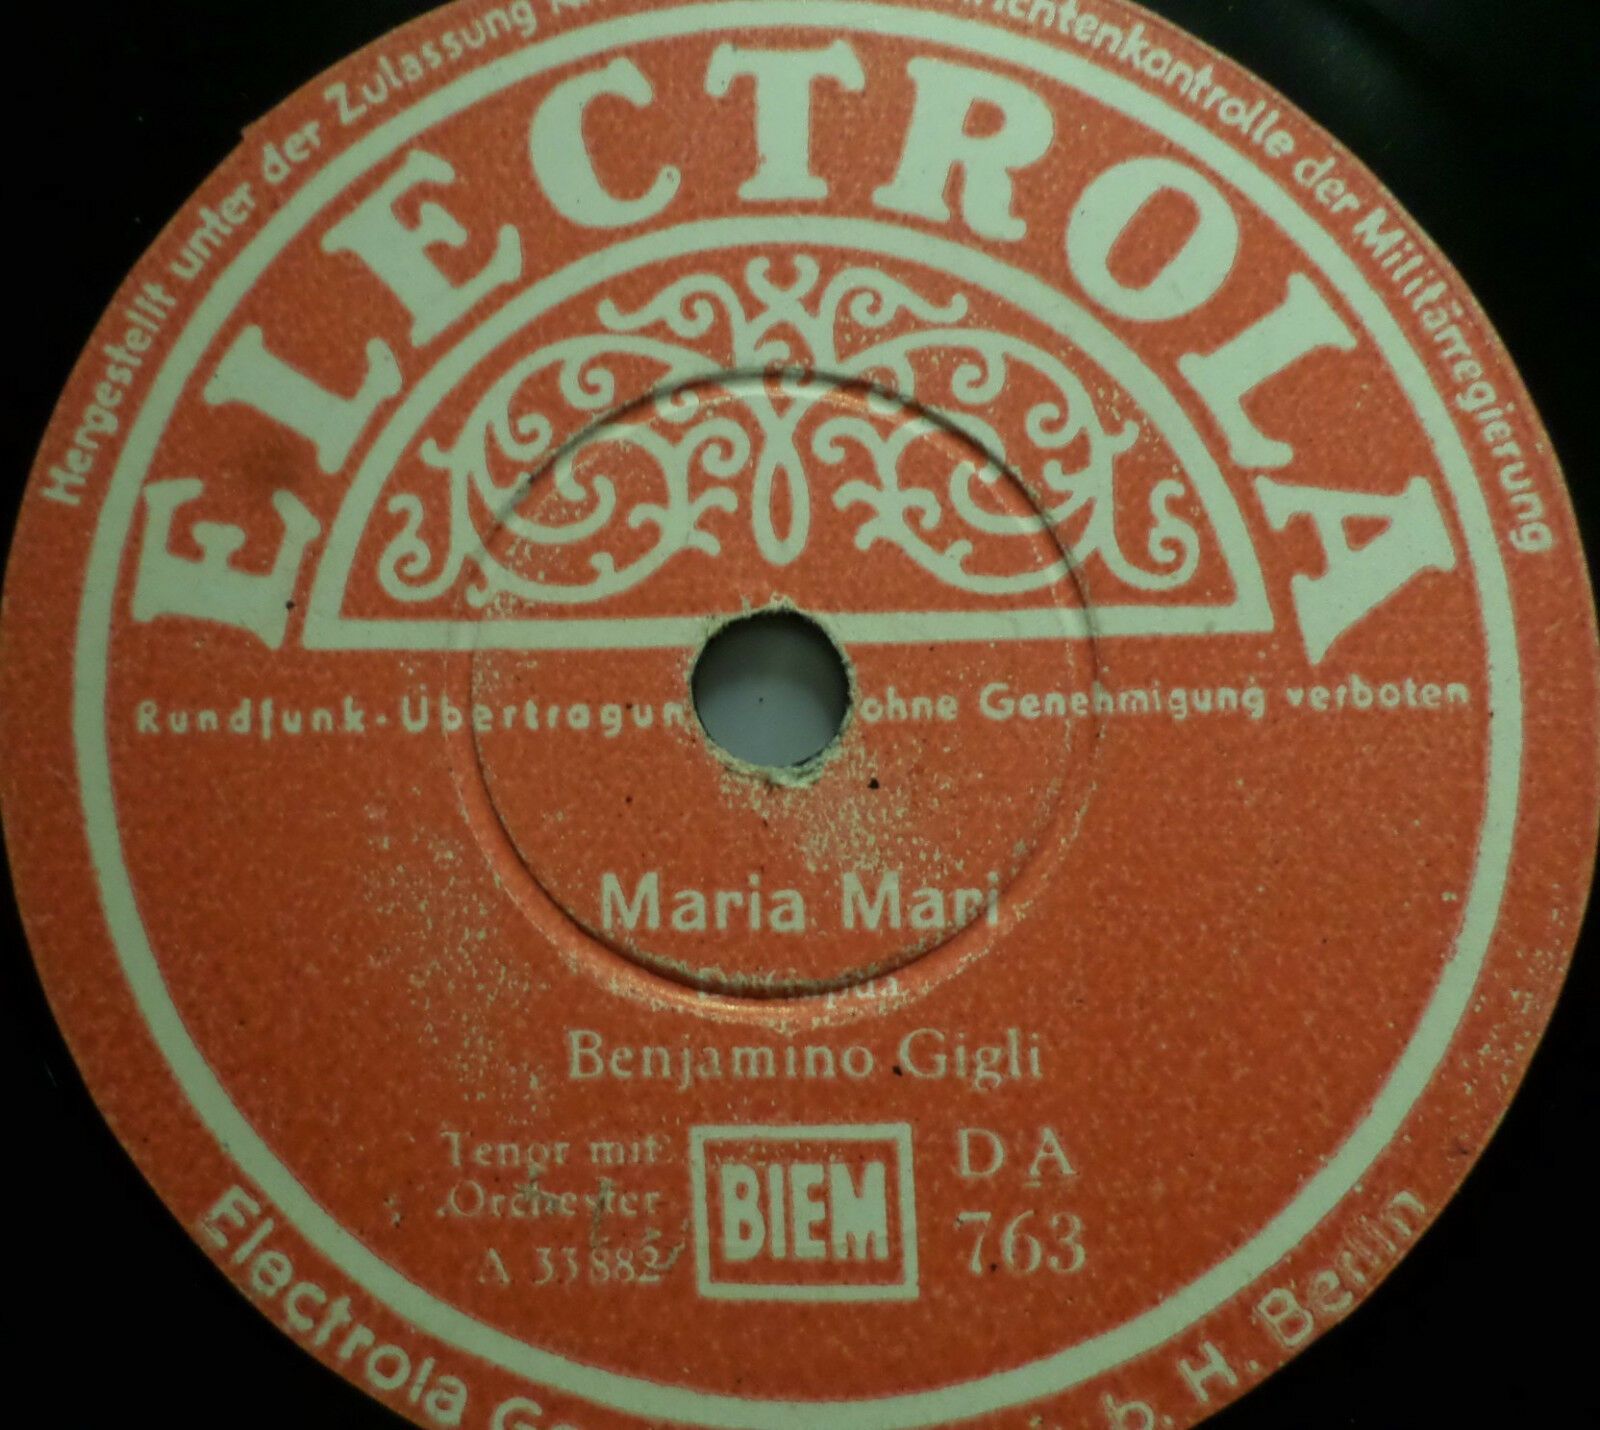 Hergestellt unter der Zulassung
der Militärregierung
ELECTROLA
Rundfunk-Übertragun ohne Genehmigung verboten
Maria Mari
Benjamino Gigli
Tenor mit
Orchester
A 33882
BIEM
DA
763
Electrola
b. H. Berlin